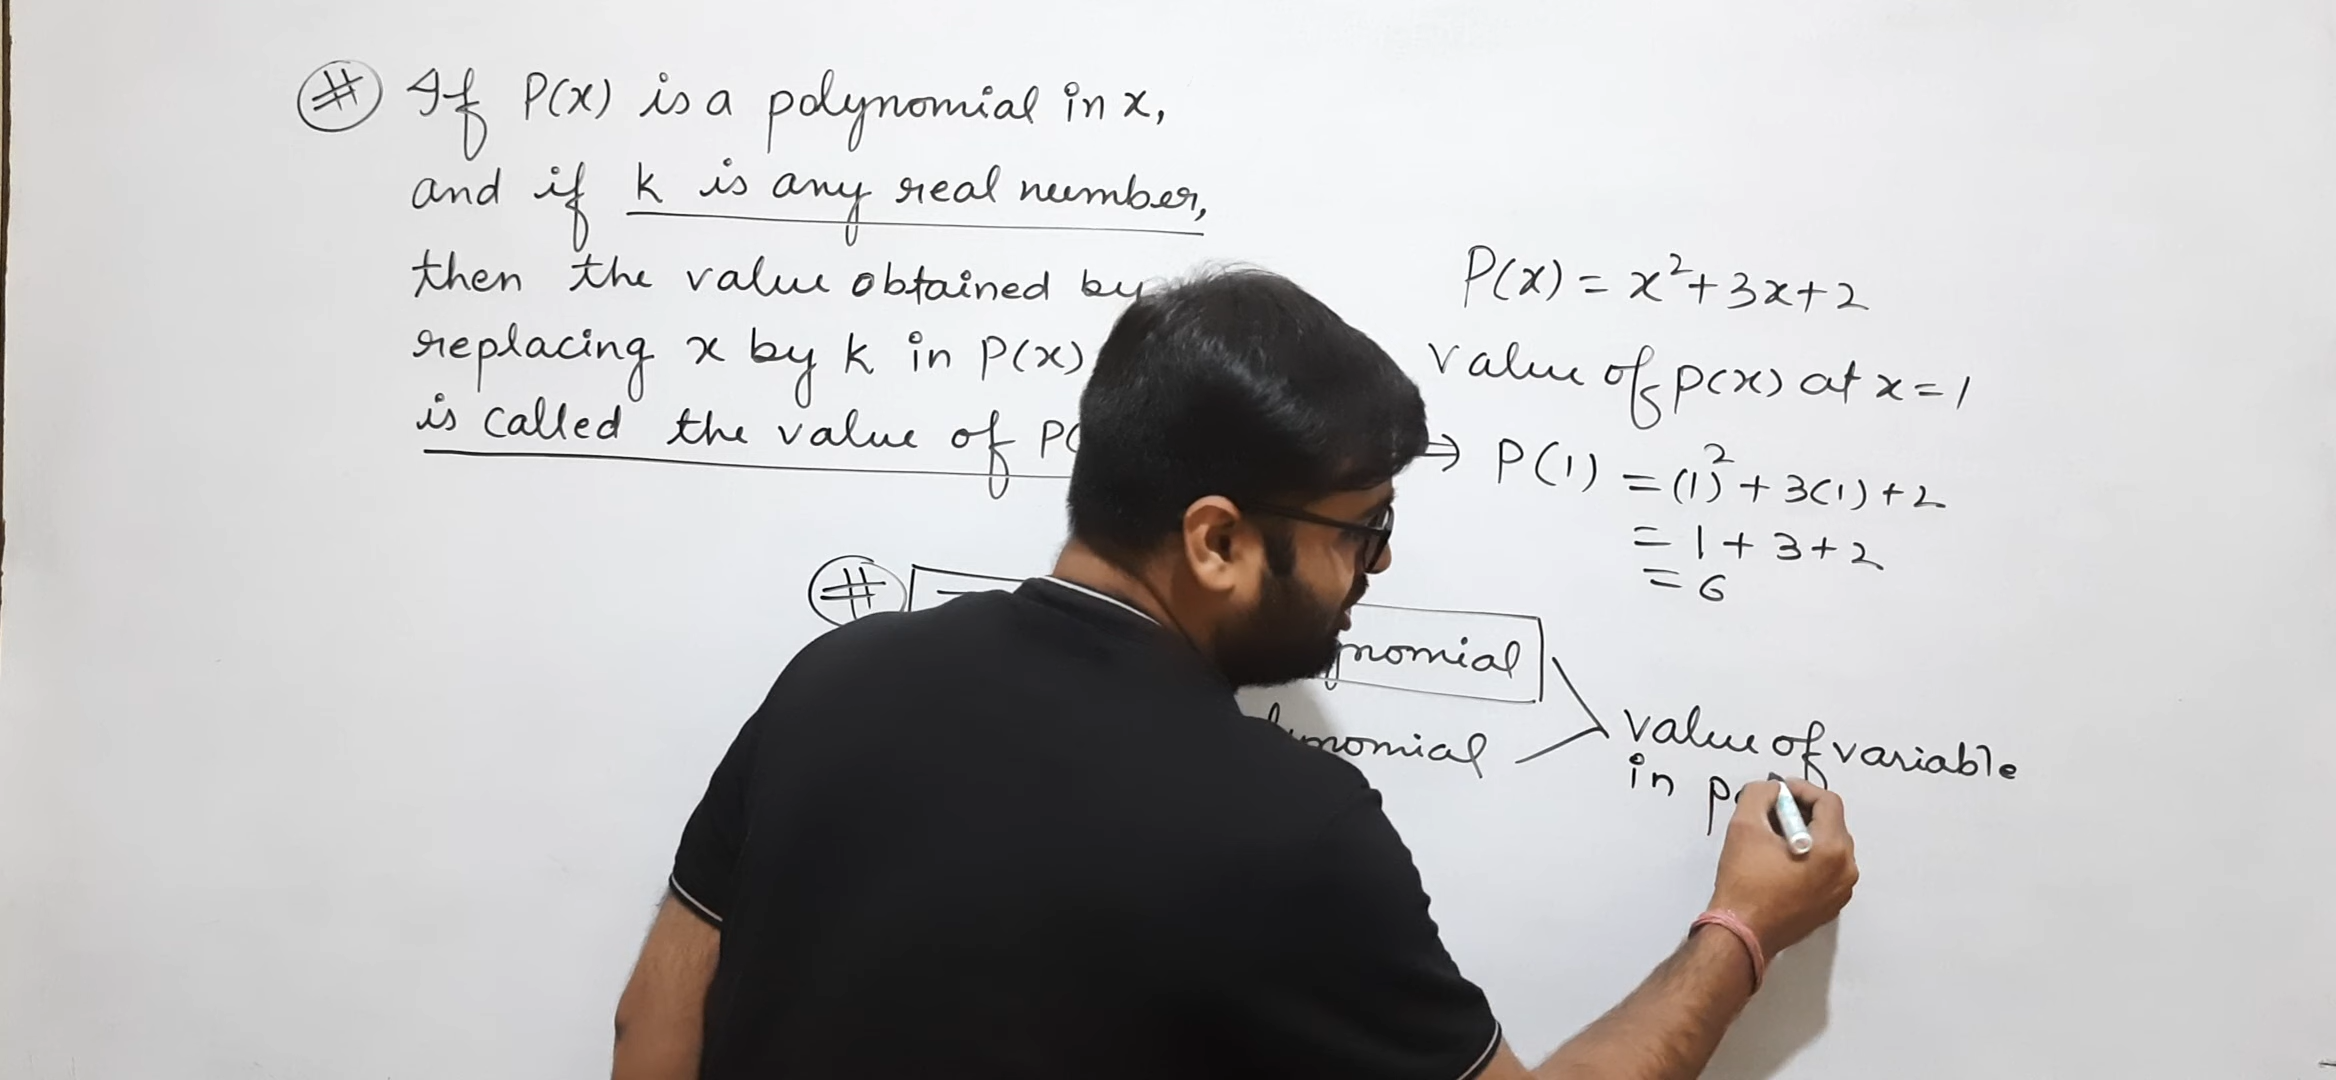 # If P(x) is a polynomial in x,
and if k is any real number,
then the value obtained by
replacing x by k in P(x)
is called the value of
P(x) = x²+3x+2
value of p(x) at x=1
⇒ P(1) = (1)² + 3(1) + 2
= 1 + 3 + 2
= 6
#
value of variable
in